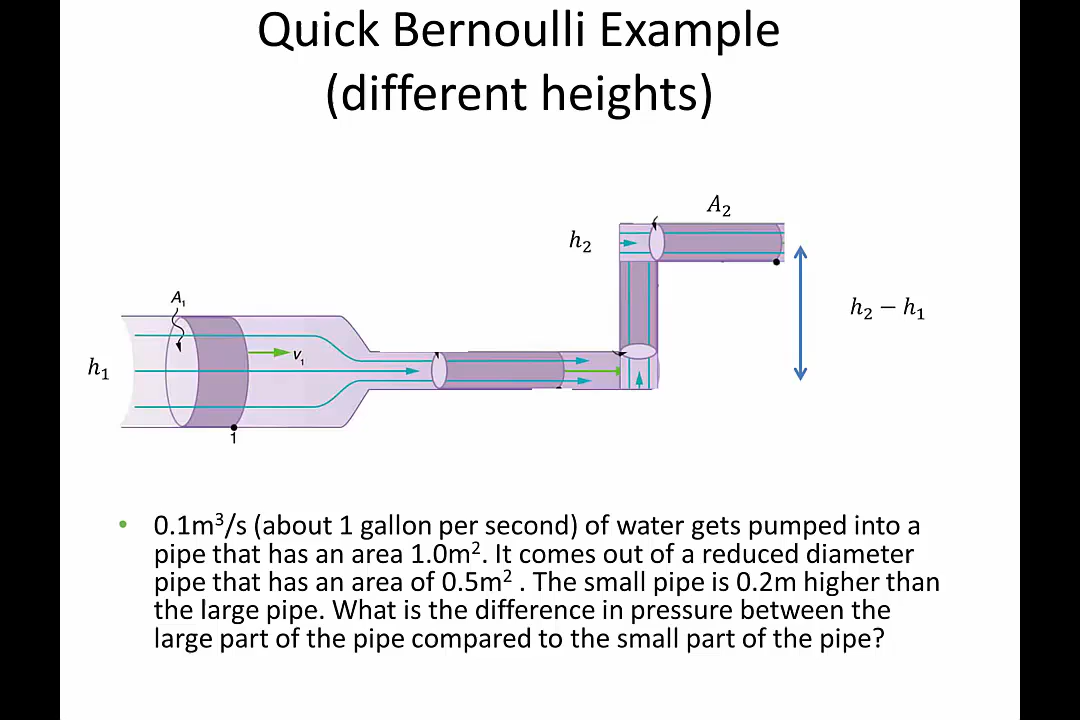 Quick Bernoulli Example
(different heights)
A₂
h₂
h₂ − h₁
A₁
v₁
h₁
1
• 0.1m³/s (about 1 gallon per second) of water gets pumped into a
pipe that has an area 1.0m². It comes out of a reduced diameter
pipe that has an area of 0.5m² . The small pipe is 0.2m higher than
the large pipe. What is the difference in pressure between the
large part of the pipe compared to the small part of the pipe?